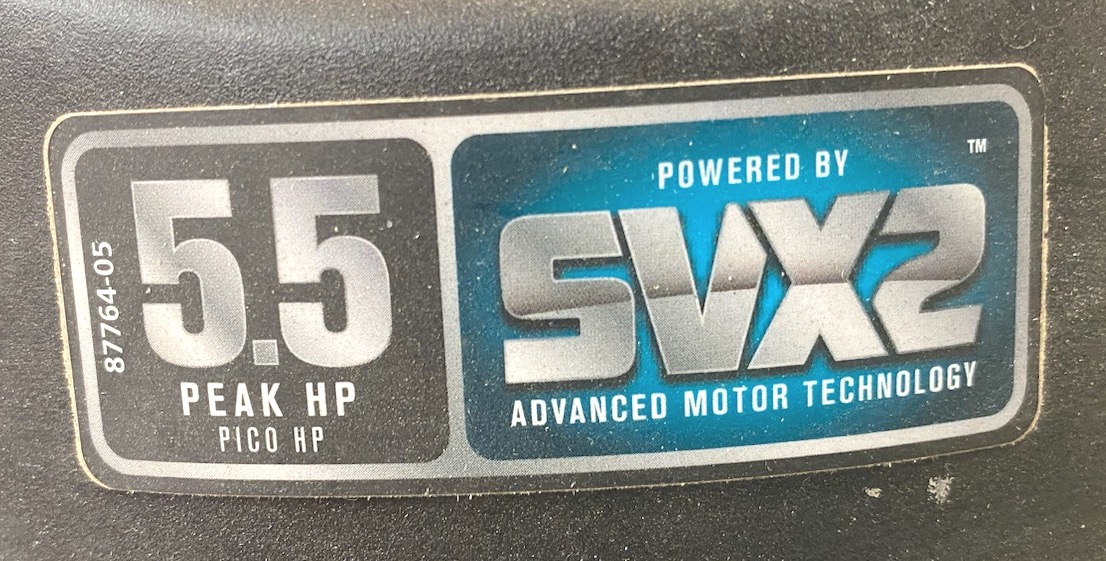 87764-05
5.5
PEAK HP
PICO HP
POWERED BY
SVX2
TM
ADVANCED MOTOR TECHNOLOGY